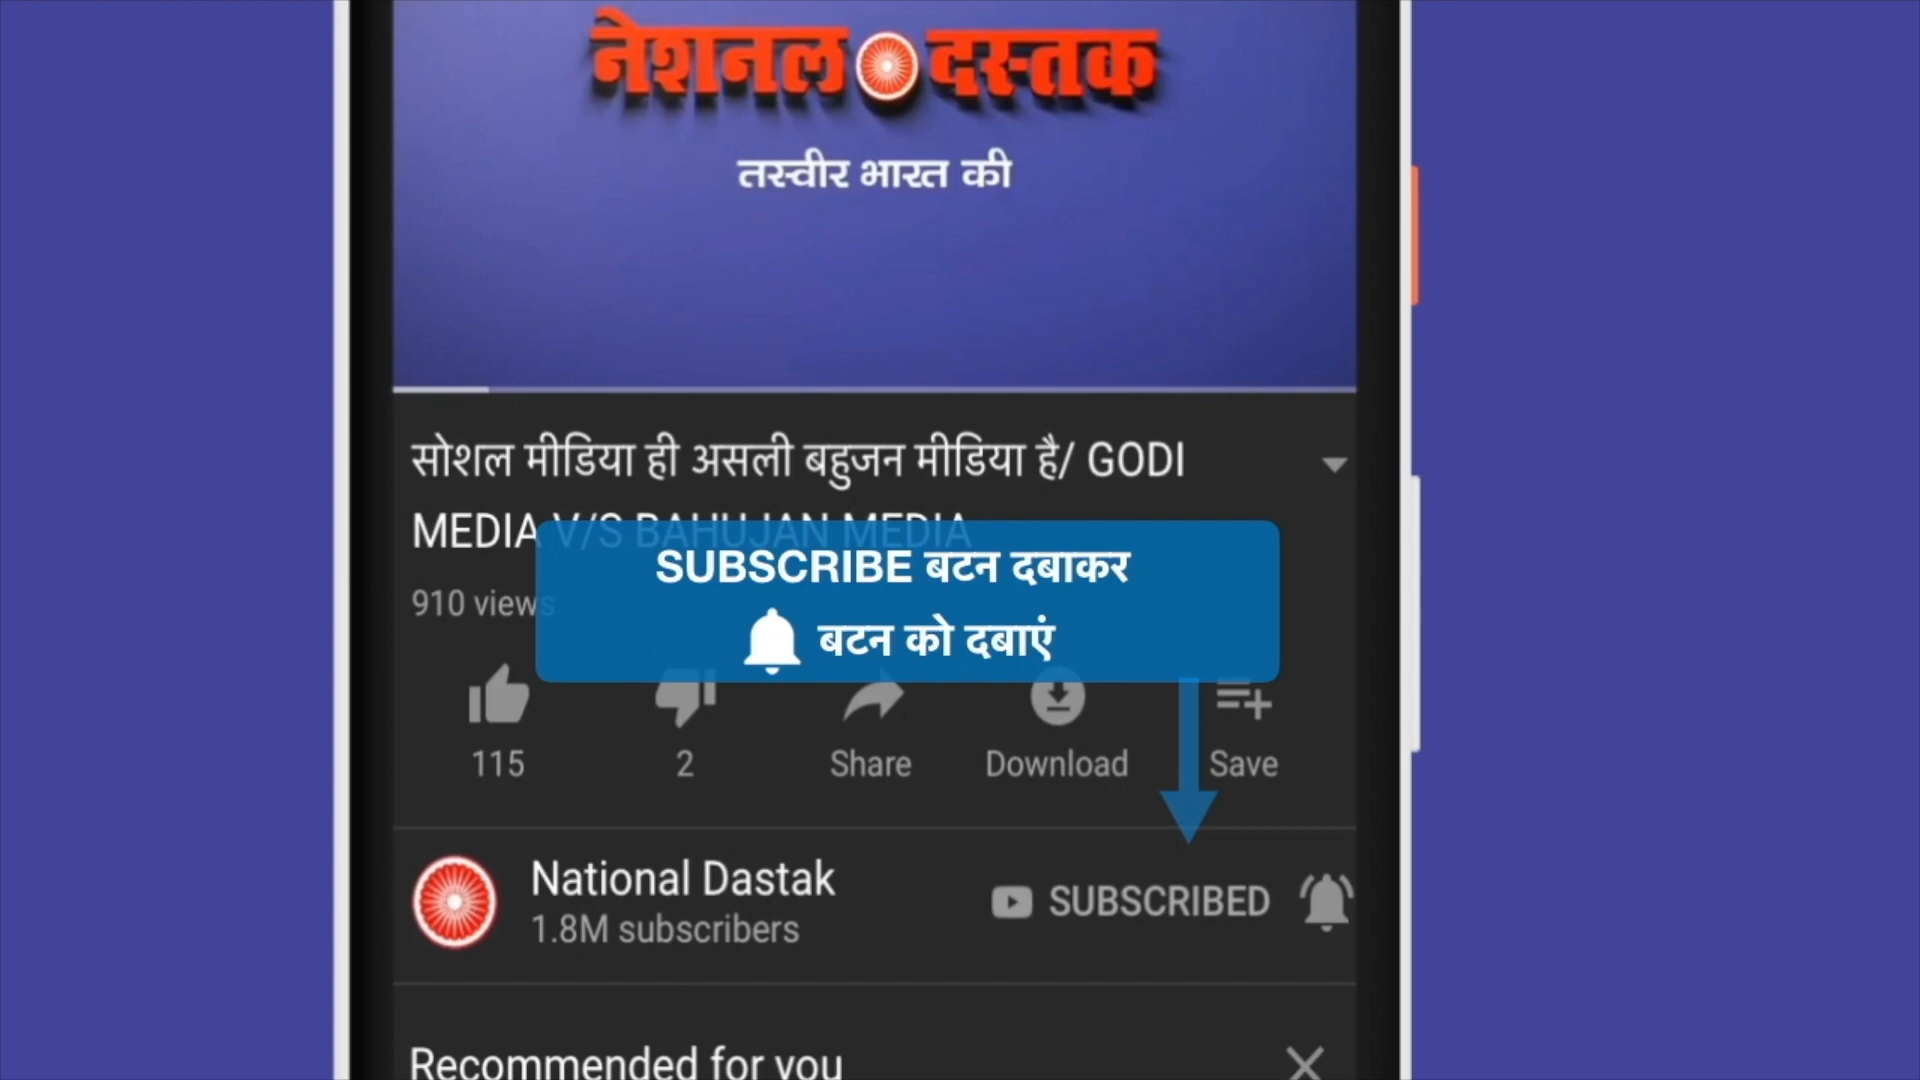 नेशनल दस्तक
तस्वीर भारत की
सोशल मीडिया ही असली बहुजन मीडिया है/ GODI
MEDIA V/S BAHUJAN MEDIA
SUBSCRIBE बटन दबाकर
बटन को दबाएं
910 views
115
2
Share
Download
Save
National Dastak
1.8M subscribers
SUBSCRIBED
Recommended for you